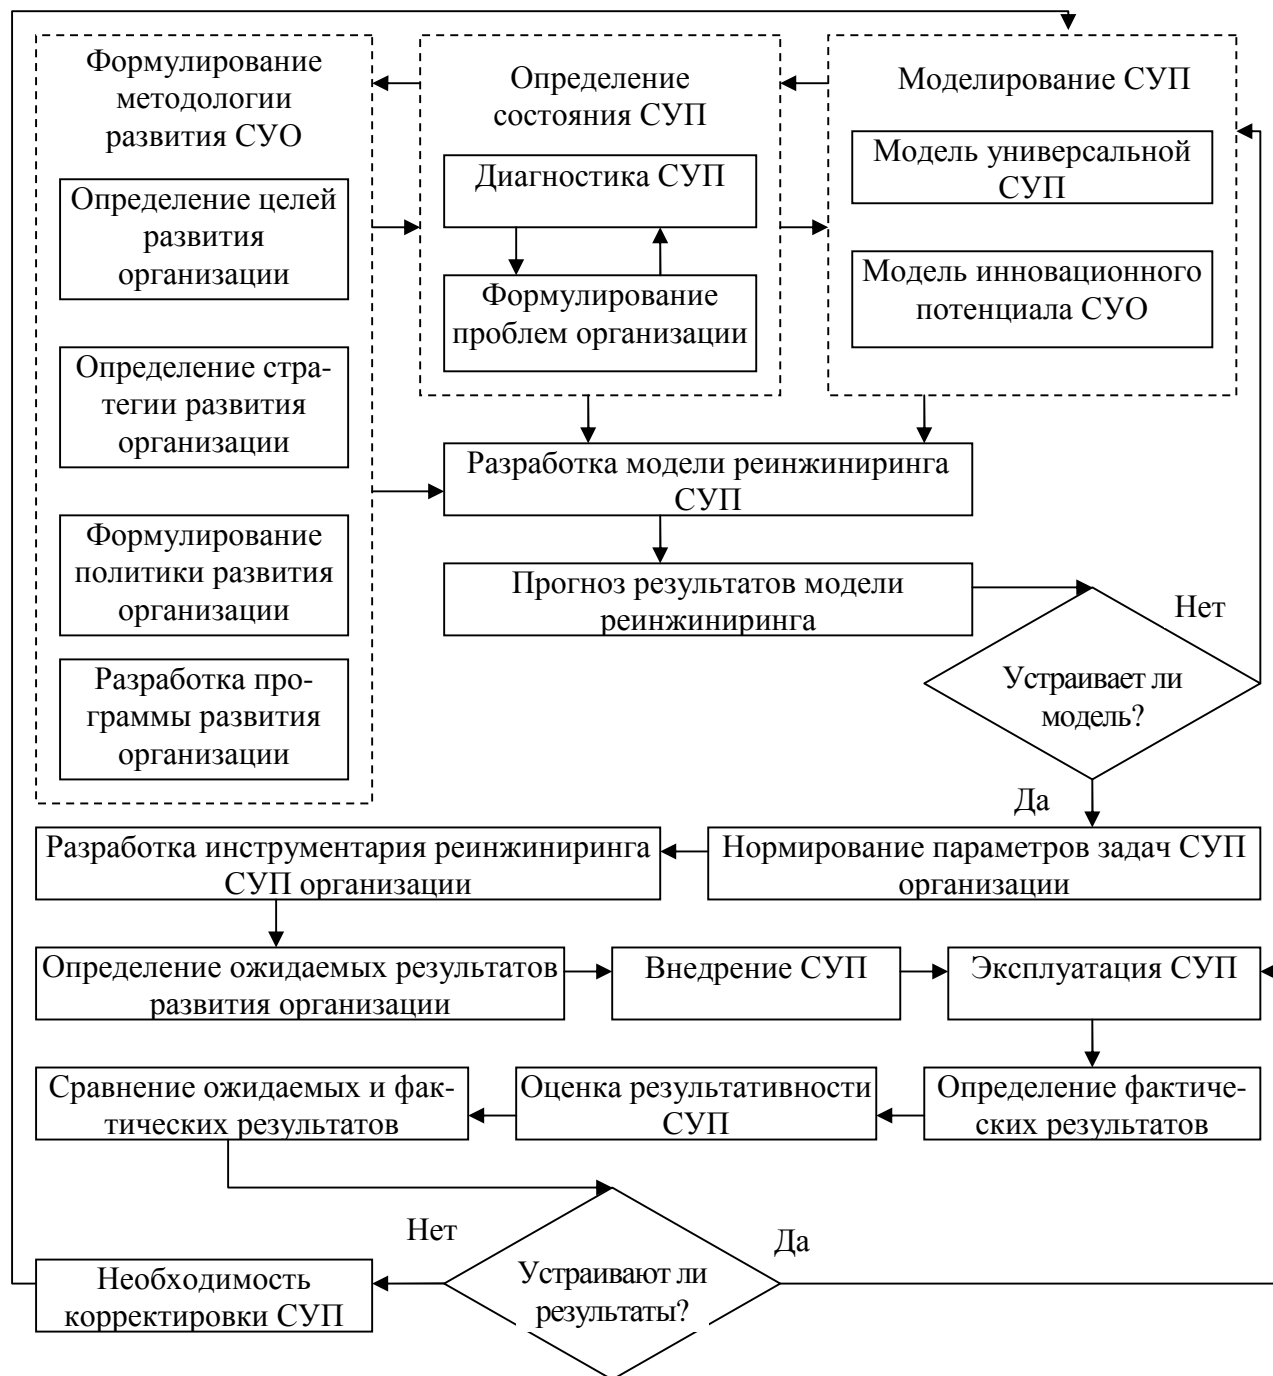 Формулирование
методологии
развития СУО
Определение целей
развития
организации
Определение стра-
тегии развития
организации
Формулирование
политики развития
организации
Разработка про-
граммы развития
организации
Определение
состояния СУП
Диагностика СУП
Формулирование
проблем организации
Моделирование СУП
Модель универсальной
СУП
Модель инновационного
потенциала СУО
Разработка модели реинжиниринга
СУП
Прогноз результатов модели
реинжиниринга
Нет
Устраивает ли
модель?
Да
Разработка инструментария реинжиниринга
СУП организации
Нормирование параметров задач СУП
организации
Определение ожидаемых результатов
развития организации
Внедрение СУП
Эксплуатация СУП
Сравнение ожидаемых и фак-
тических результатов
Оценка результативности
СУП
Определение фактиче-
ских результатов
Нет
Да
Устраивают ли
результаты?
Необходимость
корректировки СУП